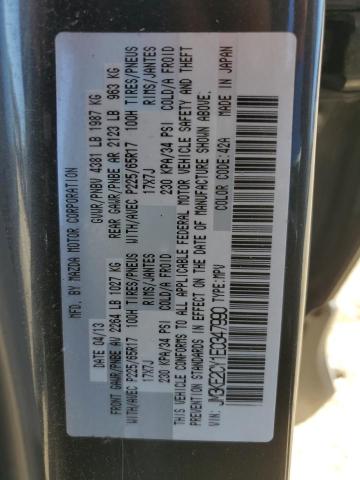 MFD BY MAZDA MOTOR CORPORATION
DATE 04/13 GVWR/PNBV 4381 LB 1987 KG
FRONT GAWR/PNBE AV 2264 LB 1027 KG REAR GAWR/PNBE AR 2123 LB 963 KG
WITH/AVEC P225/65R17 100H TIRES/PNEUS WITH/AVEC P225/65R17 100H TIRES/PNEUS
17X7J RIMS/JANTES 17X7J RIMS/JANTES
230 KPA/34 PSI COLD/A FROID 230 KPA/34 PSI COLD/A FROID
THIS VEHICLE CONFORMS TO ALL APPLICABLE FEDERAL MOTOR VEHICLE SAFETY AND THEFT
PREVENTION STANDARDS IN EFFECT ON THE DATE OF MANUFACTURE SHOWN ABOVE.
JM3KE2CY1E0347990 TYPE:MPV 42A MADE IN JAPAN